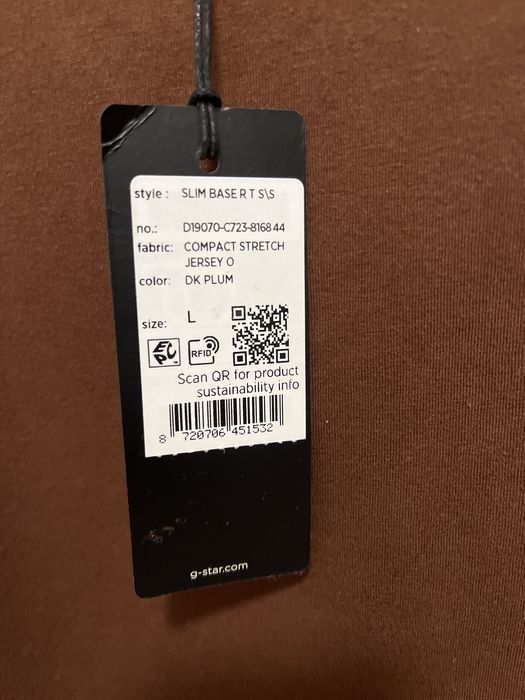 style : SLIM BASE R T S\S
no.: D19070-C723-8168 44
fabric: COMPACT STRETCH
JERSEY O
color: DK PLUM
size: L
EPC RFID
Scan QR for product
sustainability info
8 720706 451532
g-star.com